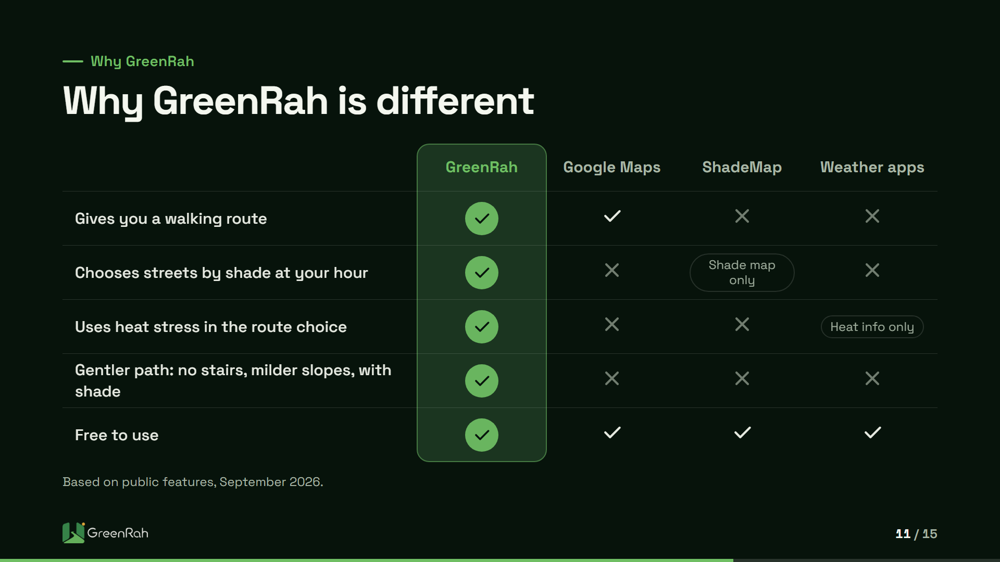 Why GreenRah
Why GreenRah is different
GreenRah Google Maps ShadeMap Weather apps
Gives you a walking route
Chooses streets by shade at your hour
Shade map
only
Uses heat stress in the route choice
Heat info only
Gentler path: no stairs, milder slopes, with
shade
Free to use
Based on public features, September 2026.
GreenRah
11 / 15